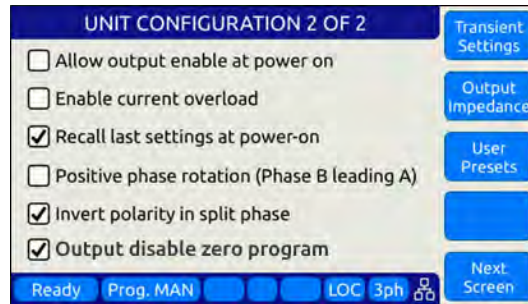 UNIT CONFIGURATION 2 OF 2
Allow output enable at power on
Enable current overload
Recall last settings at power-on
Positive phase rotation (Phase B leading A)
Invert polarity in split phase
Output disable zero program
Ready Prog. MAN LOC 3ph
Transient
Settings
Output
Impedance
User
Presets
Next
Screen